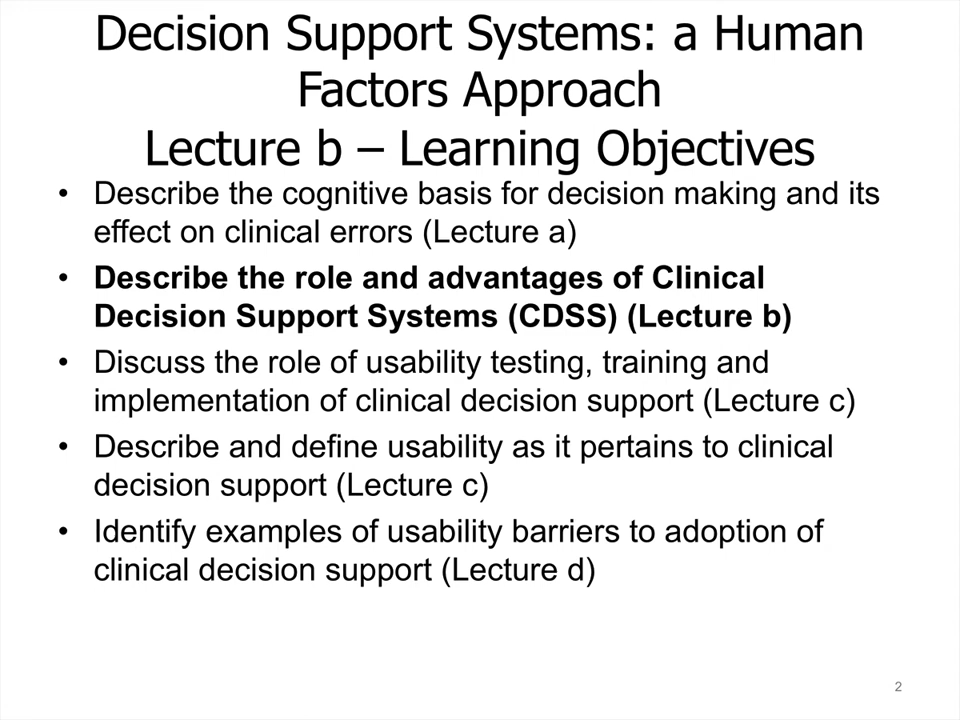 Decision Support Systems: a Human
Factors Approach
Lecture b – Learning Objectives
• Describe the cognitive basis for decision making and its
effect on clinical errors (Lecture a)
• Describe the role and advantages of Clinical
Decision Support Systems (CDSS) (Lecture b)
• Discuss the role of usability testing, training and
implementation of clinical decision support (Lecture c)
• Describe and define usability as it pertains to clinical
decision support (Lecture c)
• Identify examples of usability barriers to adoption of
clinical decision support (Lecture d)
2